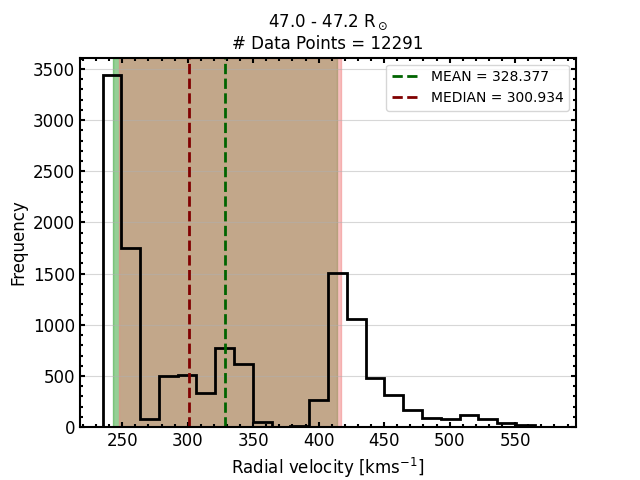 47.0 - 47.2 R⊙
# Data Points = 12291
MEAN = 328.377
MEDIAN = 300.934
Frequency
3500
3000
2500
2000
1500
1000
500
0
250 300 350 400 450 500 550
Radial velocity [kms⁻¹]